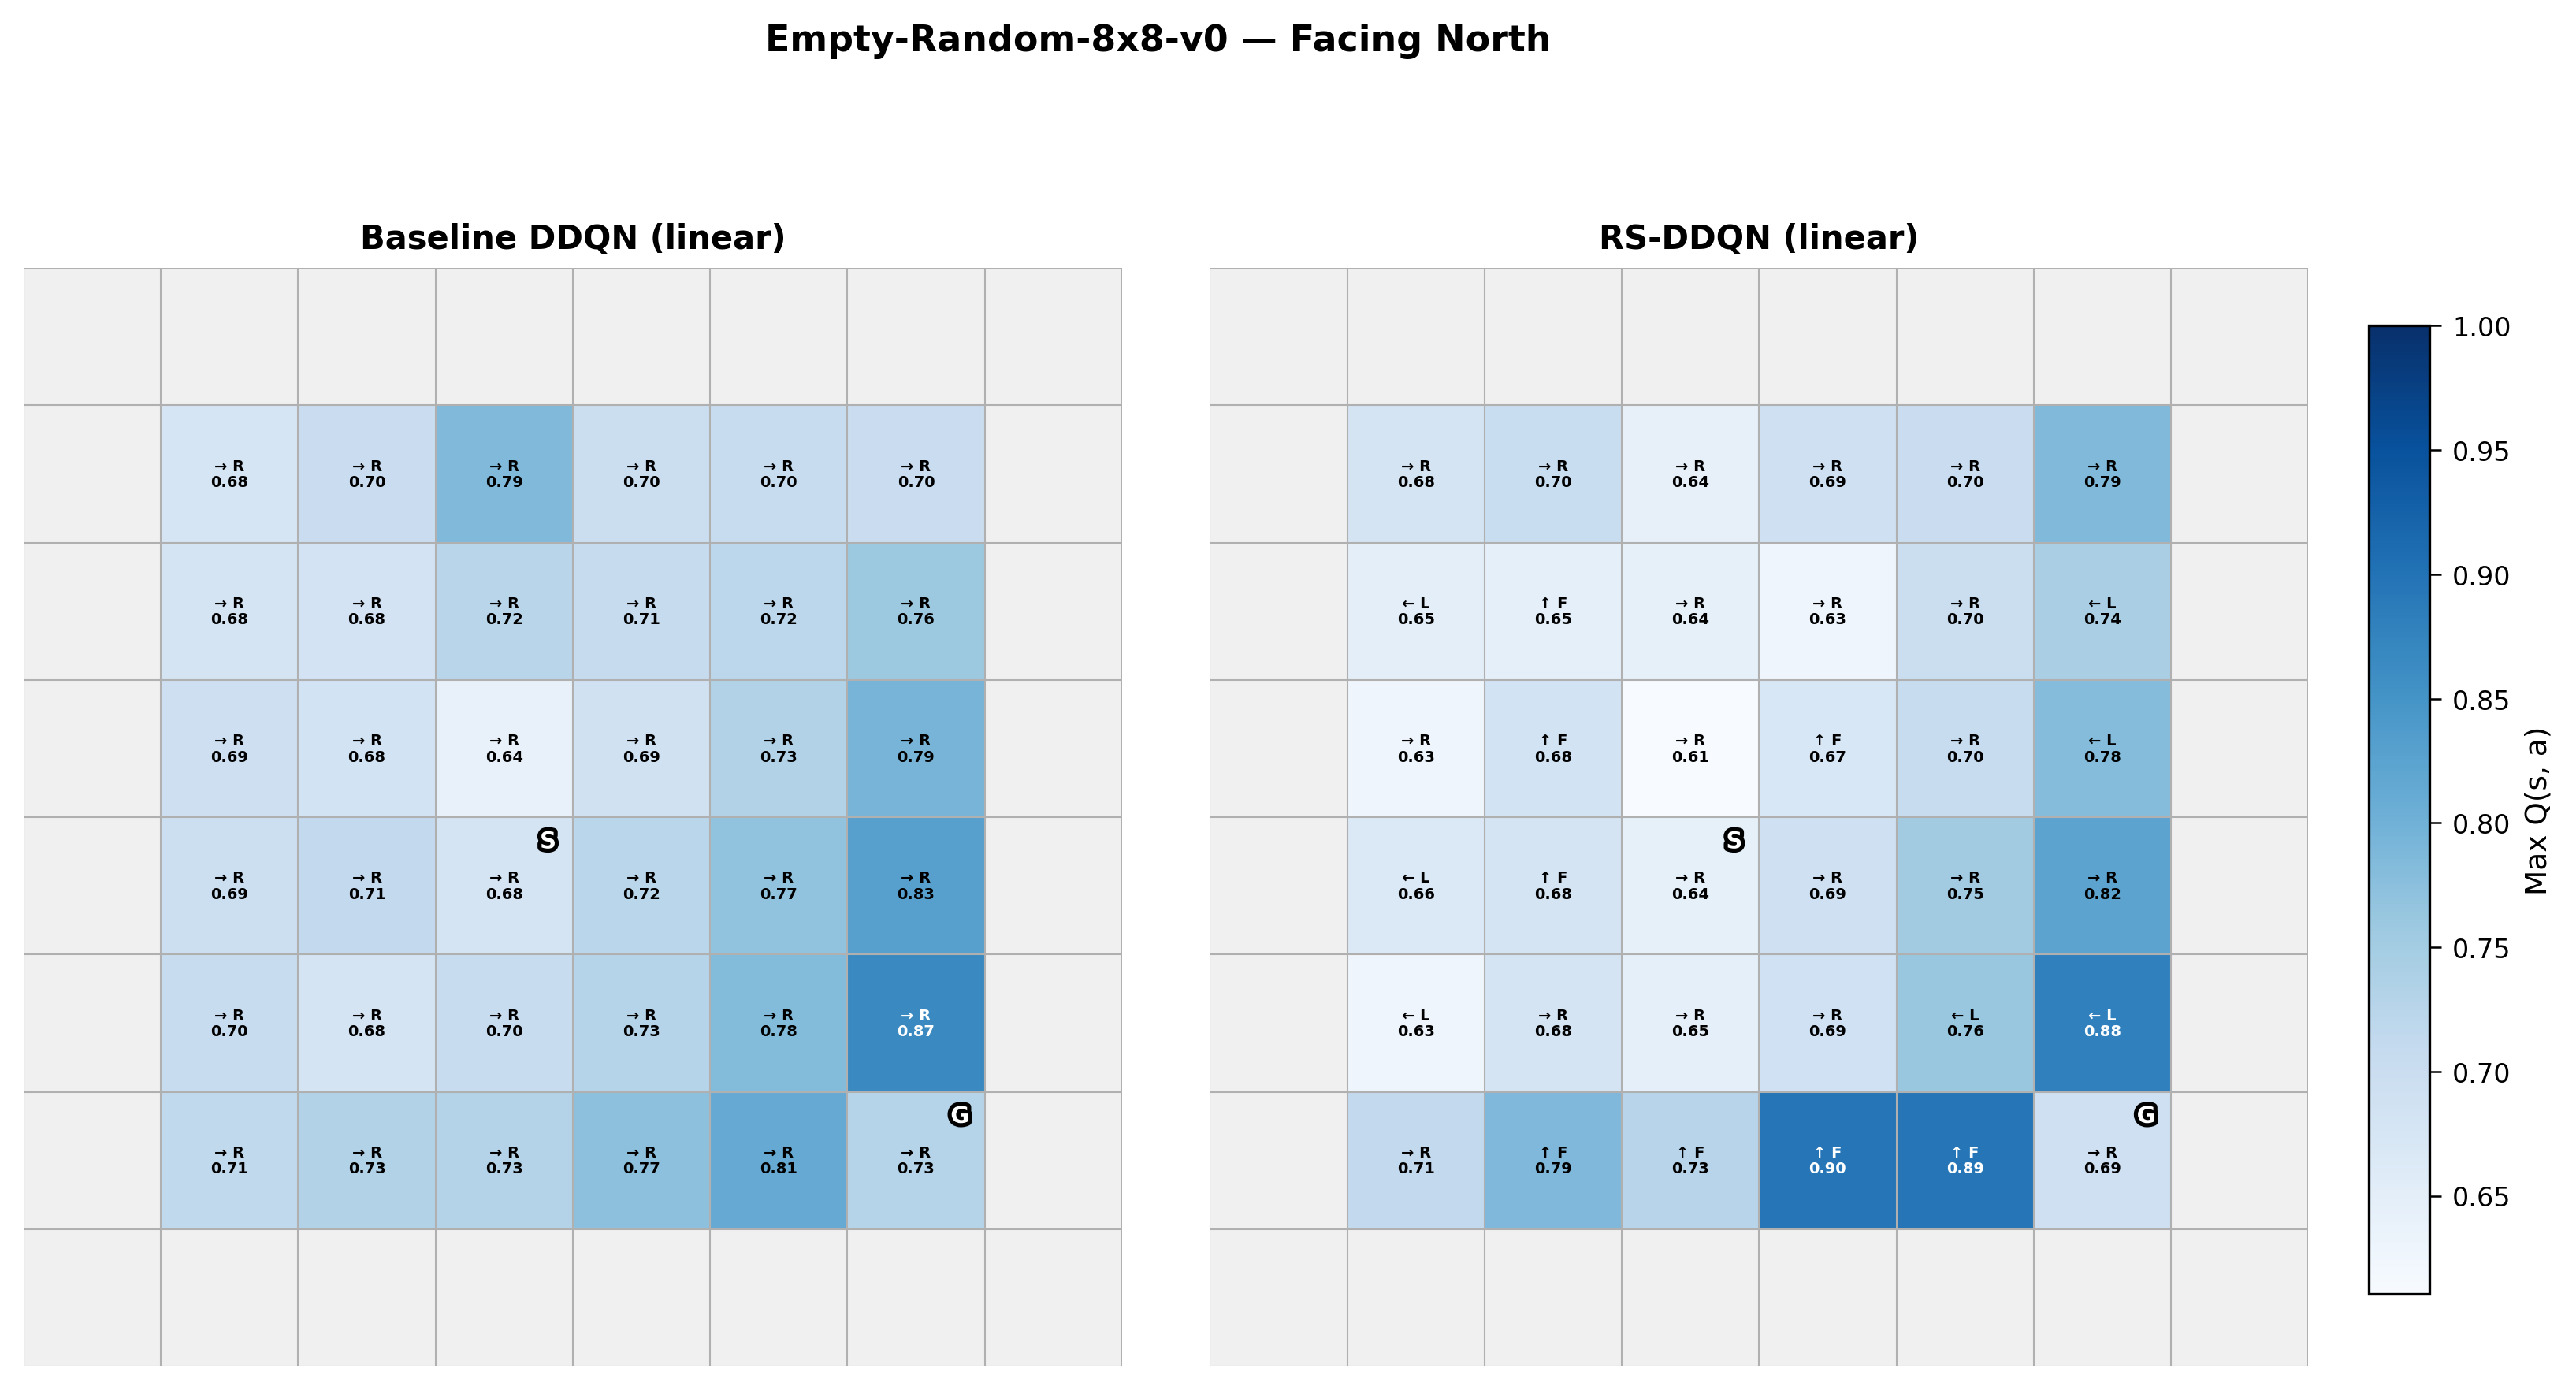 Empty-Random-8x8-v0 — Facing North
Baseline DDQN (linear)
→ R → R → R → R → R → R
0.68 0.70 0.79 0.70 0.70 0.70
→ R → R → R → R → R → R
0.68 0.68 0.72 0.71 0.72 0.76
→ R → R → R → R → R → R
0.69 0.68 0.64 0.69 0.73 0.79
S
→ R → R → R → R → R → R
0.69 0.71 0.68 0.72 0.77 0.83
→ R → R → R → R → R → R
0.70 0.68 0.70 0.73 0.78 0.87
G
→ R → R → R → R → R → R
0.71 0.73 0.73 0.77 0.81 0.73
RS-DDQN (linear)
→ R → R → R → R → R → R
0.68 0.70 0.64 0.69 0.70 0.79
← L ↑ F → R → R → R ← L
0.65 0.65 0.64 0.63 0.70 0.74
→ R ↑ F → R ↑ F → R ← L
0.63 0.68 0.61 0.67 0.70 0.78
S
← L ↑ F → R → R → R → R
0.66 0.68 0.64 0.69 0.75 0.82
← L → R → R → R ← L ← L
0.63 0.68 0.65 0.69 0.76 0.88
G
→ R ↑ F ↑ F ↑ F ↑ F → R
0.71 0.79 0.73 0.90 0.89 0.69
1.00
0.95
0.90
0.85
0.80
0.75
0.70
0.65
Max Q(s, a)